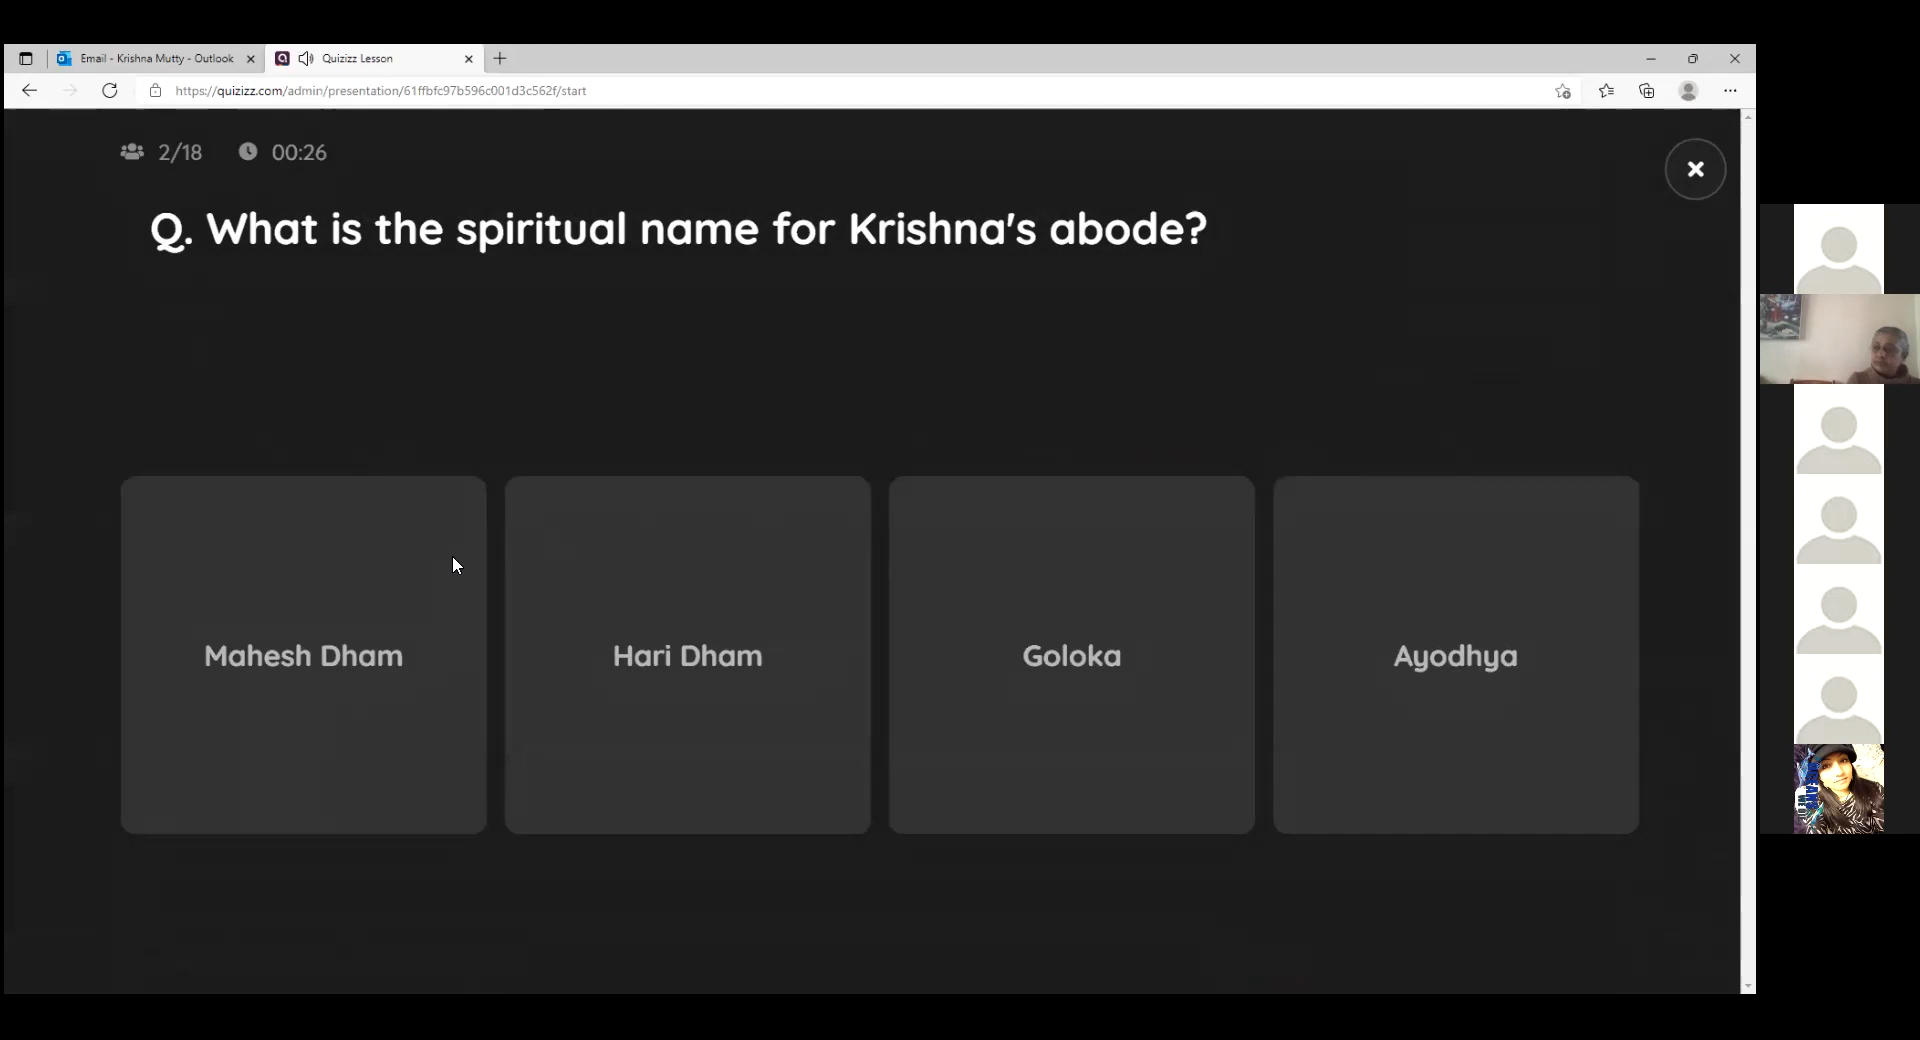 Email - Krishna Mutty - Outlook
Quizizz Lesson
https://quizizz.com/admin/presentation/61ffbfc97b596c001d3c562f/start
2/18 00:26
Q. What is the spiritual name for Krishna's abode?
Mahesh Dham
Hari Dham
Goloka
Ayodhya